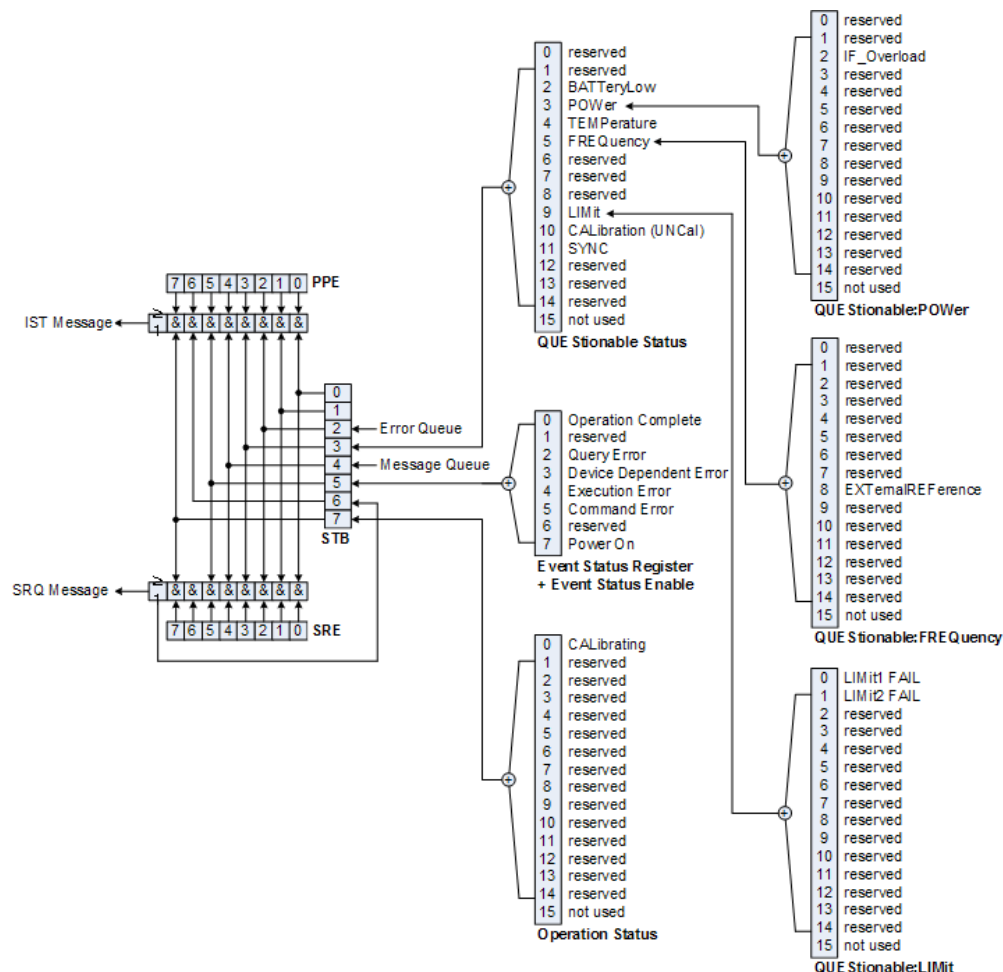 7 6 5 4 3 2 1 0 PPE
IST Message
& & & & & & & &
0
1
2
3
4
5
6
7
STB
Error Queue
Message Queue
SRQ Message
& & & & & & & &
7 6 5 4 3 2 1 0 SRE
0 reserved
1 reserved
2 BATTeryLow
3 POWer
4 TEMPerature
5 FREQuency
6 reserved
7 reserved
8 reserved
9 LIMit
10 CALibration (UNCal)
11 SYNC
12 reserved
13 reserved
14 reserved
15 not used
QUEStionable Status
0 Operation Complete
1 reserved
2 Query Error
3 Device Dependent Error
4 Execution Error
5 Command Error
6 reserved
7 Power On
Event Status Register
+ Event Status Enable
0 CALibrating
1 reserved
2 reserved
3 reserved
4 reserved
5 reserved
6 reserved
7 reserved
8 reserved
9 reserved
10 reserved
11 reserved
12 reserved
13 reserved
14 reserved
15 not used
Operation Status
0 reserved
1 reserved
2 IF_Overload
3 reserved
4 reserved
5 reserved
6 reserved
7 reserved
8 reserved
9 reserved
10 reserved
11 reserved
12 reserved
13 reserved
14 reserved
15 not used
QUEStionable:POWer
0 reserved
1 reserved
2 reserved
3 reserved
4 reserved
5 reserved
6 reserved
7 reserved
8 EXTernalREFerence
9 reserved
10 reserved
11 reserved
12 reserved
13 reserved
14 reserved
15 not used
QUEStionable:FREQuency
0 LIMit1 FAIL
1 LIMit2 FAIL
2 reserved
3 reserved
4 reserved
5 reserved
6 reserved
7 reserved
8 reserved
9 reserved
10 reserved
11 reserved
12 reserved
13 reserved
14 reserved
15 not used
QUEStionable:LIMit